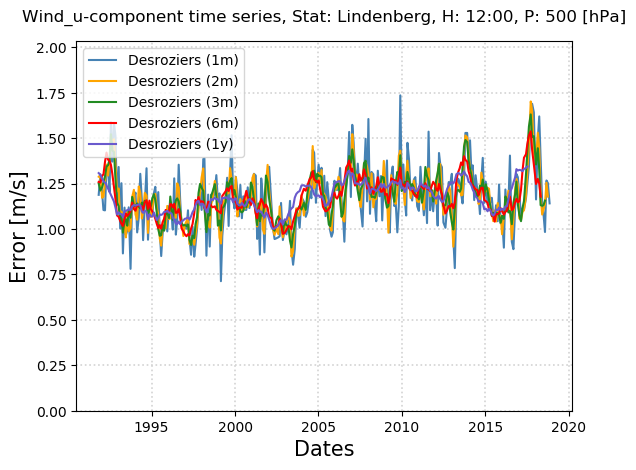 Wind_u-component time series, Stat: Lindenberg, H: 12:00, P: 500 [hPa]
2.00
1.75
1.50
1.25
1.00
0.75
0.50
0.25
0.00
Error [m/s]
Desroziers (1m)
Desroziers (2m)
Desroziers (3m)
Desroziers (6m)
Desroziers (1y)
1995
2000
2005
2010
2015
2020
Dates